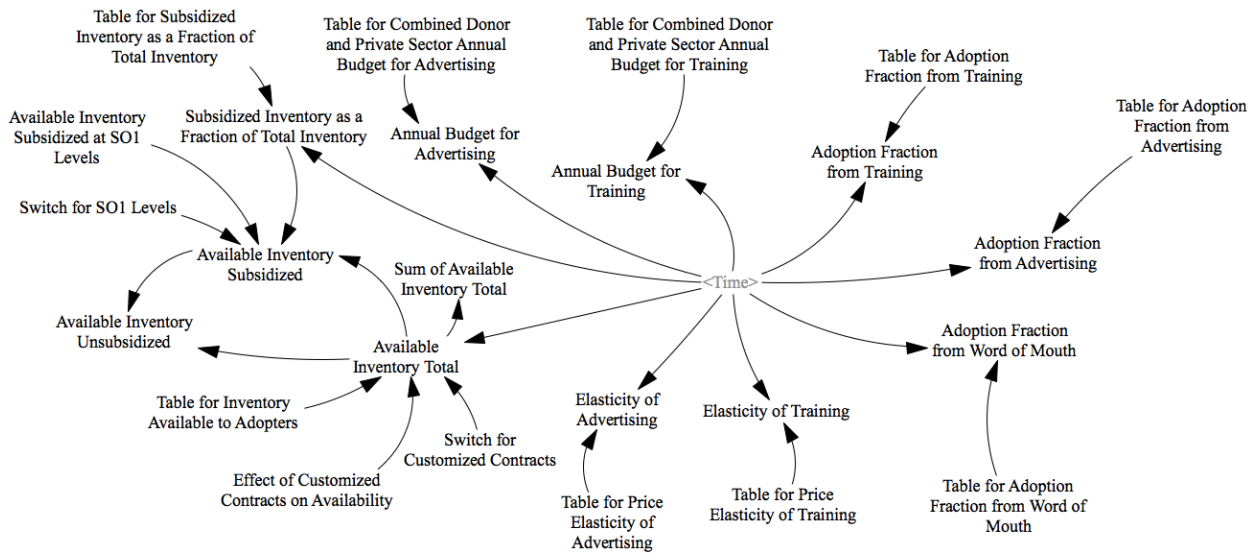 Table for Subsidized
Inventory as a Fraction of
Total Inventory
Table for Combined Donor
and Private Sector Annual
Budget for Advertising
Table for Combined Donor
and Private Sector Annual
Budget for Training
Table for Adoption
Fraction from Training
Table for Adoption
Fraction from
Advertising
Available Inventory
Subsidized at SO1
Levels
Subsidized Inventory as a
Fraction of Total Inventory
Annual Budget for
Advertising
Annual Budget for
Training
Adoption Fraction
from Training
Switch for SO1 Levels
Available Inventory
Subsidized
Sum of Available
Inventory Total
<Time>
Adoption Fraction
from Advertising
Available Inventory
Unsubsidized
Available
Inventory Total
Adoption Fraction
from Word of Mouth
Table for Inventory
Available to Adopters
Switch for
Customized Contracts
Elasticity of
Advertising
Elasticity of Training
Effect of Customized
Contracts on Availability
Table for Price
Elasticity of
Advertising
Table for Price
Elasticity of Training
Table for Adoption
Fraction from Word of
Mouth